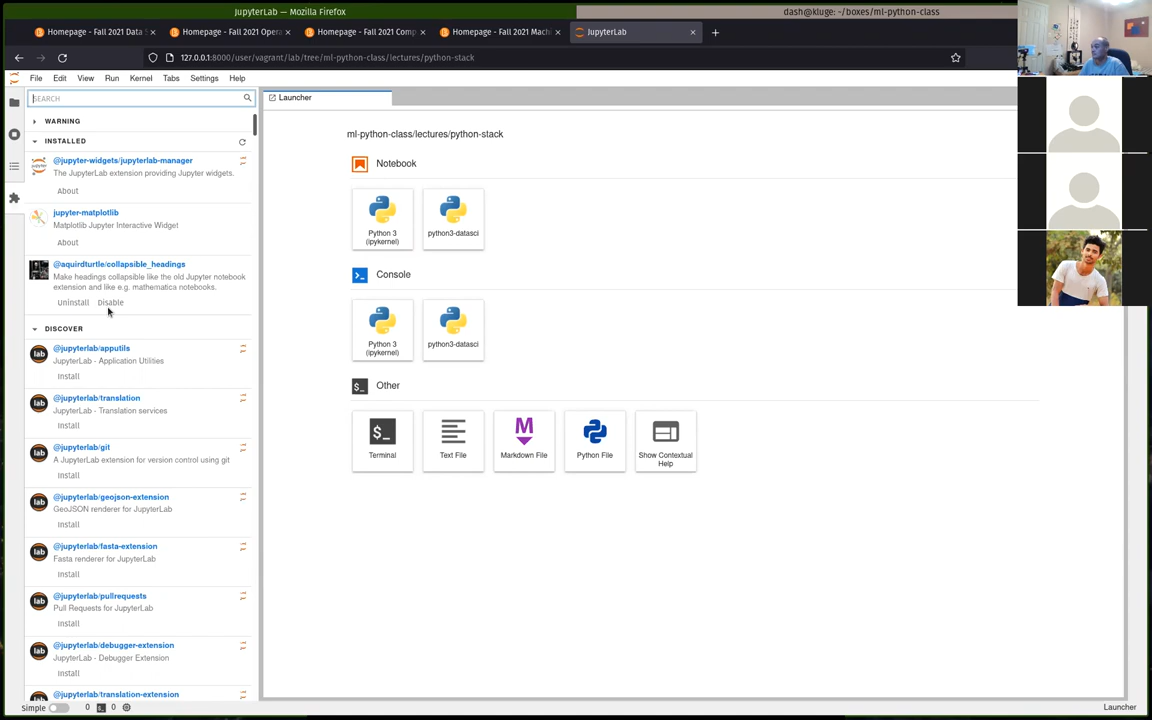 JupyterLab — Mozilla Firefox
dash@kluge: ~/boxes/ml-python-class
Homepage - Fall 2021 Data S
Homepage - Fall 2021 Opera
Homepage - Fall 2021 Comp
Homepage - Fall 2021 Mach
JupyterLab
127.0.0.1:8000/user/vagrant/lab/tree/ml-python-class/lectures/python-stack
File Edit View Run Kernel Tabs Settings Help
SEARCH
WARNING
INSTALLED
@jupyter-widgets/jupyterlab-manager
The JupyterLab extension providing Jupyter widgets.
About
jupyter-matplotlib
Matplotlib Jupyter Interactive Widget
About
@aquirdturtle/collapsible_headings
Make headings collapsible like the old Jupyter notebook
extension and like e.g. mathematica notebooks.
Uninstall Disable
DISCOVER
lab
@jupyterlab/apputils
JupyterLab - Application Utilities
Install
lab
@jupyterlab/translation
JupyterLab - Translation services
Install
lab
@jupyterlab/git
A JupyterLab extension for version control using git
Install
lab
@jupyterlab/geojson-extension
GeoJSON renderer for JupyterLab
Install
lab
@jupyterlab/fasta-extension
Fasta renderer for JupyterLab
Install
lab
@jupyterlab/pullrequests
Pull Requests for JupyterLab
Install
lab
@jupyterlab/debugger-extension
JupyterLab - Debugger Extension
Install
@jupyterlab/translation-extension
Simple 0 $_ 0
Launcher
ml-python-class/lectures/python-stack
Notebook
Python 3
(ipykernel)
python3-datasci
Console
Python 3
(ipykernel)
python3-datasci
$_ Other
$_
Terminal
Text File
M
Markdown File
Python File
Show Contextual
Help
Launcher